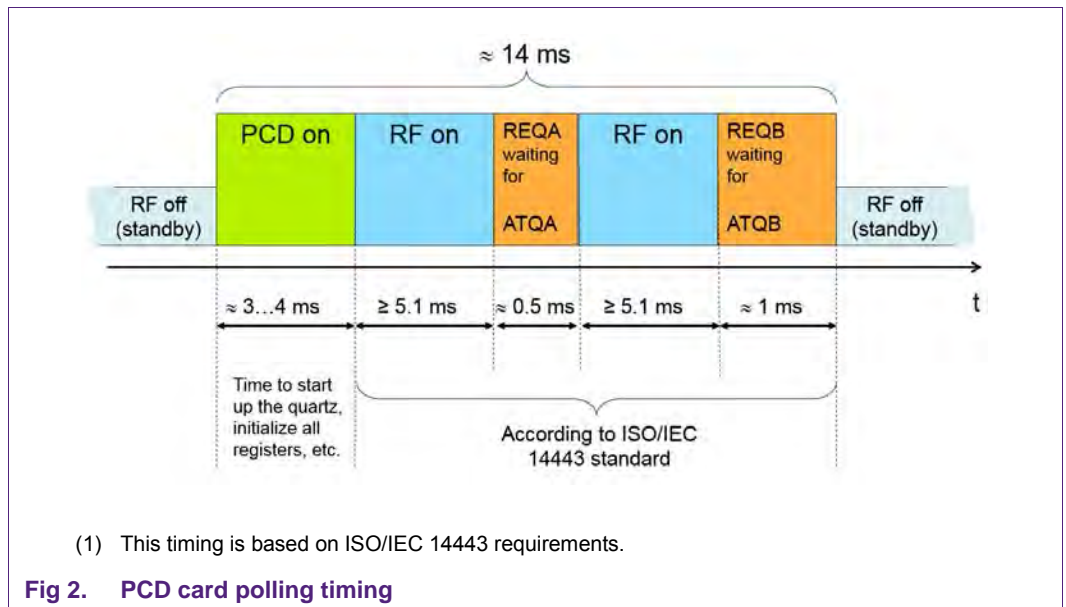 ≈ 14 ms
RF off
(standby)
PCD on
RF on
REQA
waiting
for
ATQA
RF on
REQB
waiting
for
ATQB
RF off
(standby)
t
≈ 3…4 ms
≥ 5.1 ms
≈ 0.5 ms
≥ 5.1 ms
≈ 1 ms
Time to start
up the quartz,
initialize all
registers, etc.
According to ISO/IEC
14443 standard
(1) This timing is based on ISO/IEC 14443 requirements.
Fig 2. PCD card polling timing